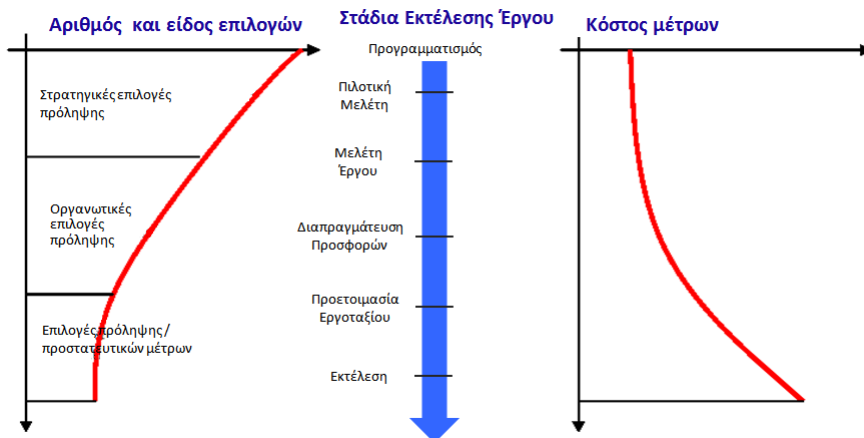 Αριθμός και είδος επιλογών
Στρατηγικές επιλογές
πρόληψης
Οργανωτικές
επιλογές
πρόληψης
Επιλογές πρόληψης /
προστατευτικών μέτρων
Στάδια Εκτέλεσης Έργου
Προγραμματισμός
Πιλοτική
Μελέτη
Μελέτη
Έργου
Διαπραγμάτευση
Προσφορών
Προετοιμασία
Εργοταξίου
Εκτέλεση
Κόστος μέτρων